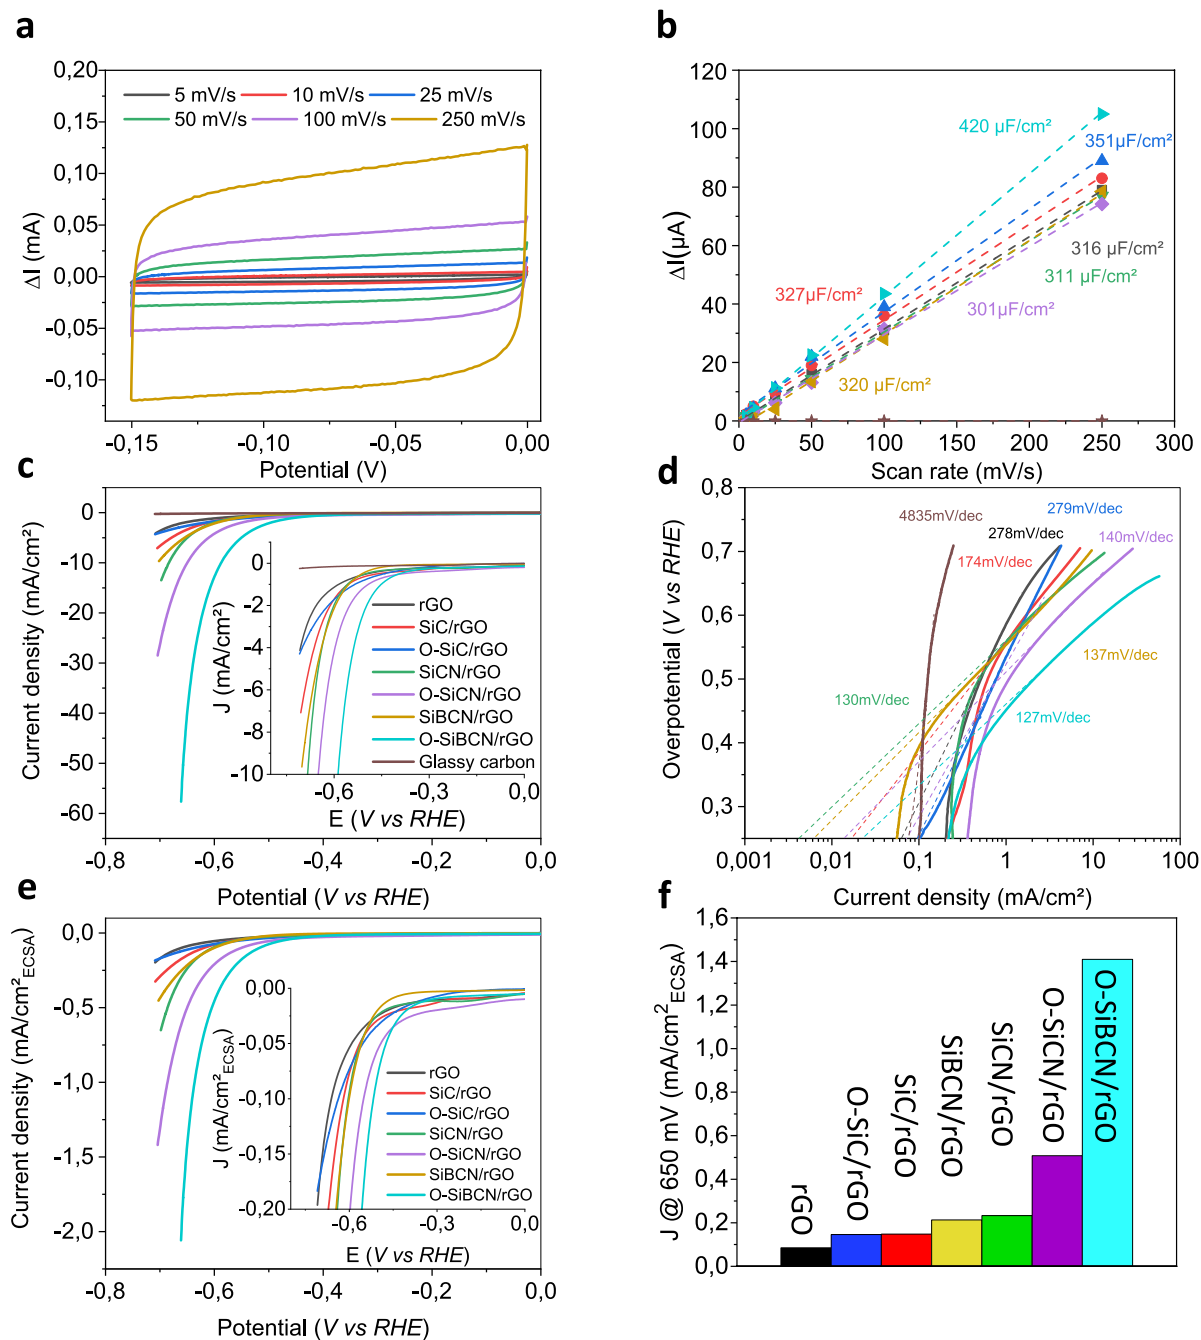 a
0,20
0,15
0,10
0,05
0,00
-0,05
-0,10
ΔI (mA)
5 mV/s 10 mV/s 25 mV/s
50 mV/s 100 mV/s 250 mV/s
-0,15 -0,10 -0,05 0,00
Potential (V)
b
120
100
80
60
40
20
0
ΔI(µA)
420 µF/cm²
351µF/cm²
316 µF/cm²
311 µF/cm²
327µF/cm²
301µF/cm²
320 µF/cm²
0 50 100 150 200 250 300
Scan rate (mV/s)
c
0
-10
-20
-30
-40
-50
-60
Current density (mA/cm²)
0
-2
-4
-6
-8
-10
J (mA/cm²)
rGO
SiC/rGO
O-SiC/rGO
SiCN/rGO
O-SiCN/rGO
SiBCN/rGO
O-SiBCN/rGO
Glassy carbon
-0,6 -0,3 0,0
E (V vs RHE)
-0,8 -0,6 -0,4 -0,2 0,0
Potential (V vs RHE)
d
0,8
0,7
0,6
0,5
0,4
0,3
Overpotential (V vs RHE)
279mV/dec
4835mV/dec
278mV/dec
140mV/dec
174mV/dec
137mV/dec
130mV/dec
127mV/dec
0,001 0,01 0,1 1 10 100
Current density (mA/cm²)
e
0,0
-0,5
-1,0
-1,5
-2,0
Current density (mA/cm²ECSA)
0,00
-0,05
-0,10
-0,15
-0,20
J (mA/cm²ECSA)
rGO
SiC/rGO
O-SiC/rGO
SiCN/rGO
O-SiCN/rGO
SiBCN/rGO
O-SiBCN/rGO
-0,6 -0,3 0,0
E (V vs RHE)
-0,8 -0,6 -0,4 -0,2 0,0
Potential (V vs RHE)
f
1,6
1,4
1,2
1,0
0,8
0,6
0,4
0,2
0,0
J @ 650 mV (mA/cm²ECSA)
rGO
O-SiC/rGO
SiC/rGO
SiBCN/rGO
SiCN/rGO
O-SiCN/rGO
O-SiBCN/rGO